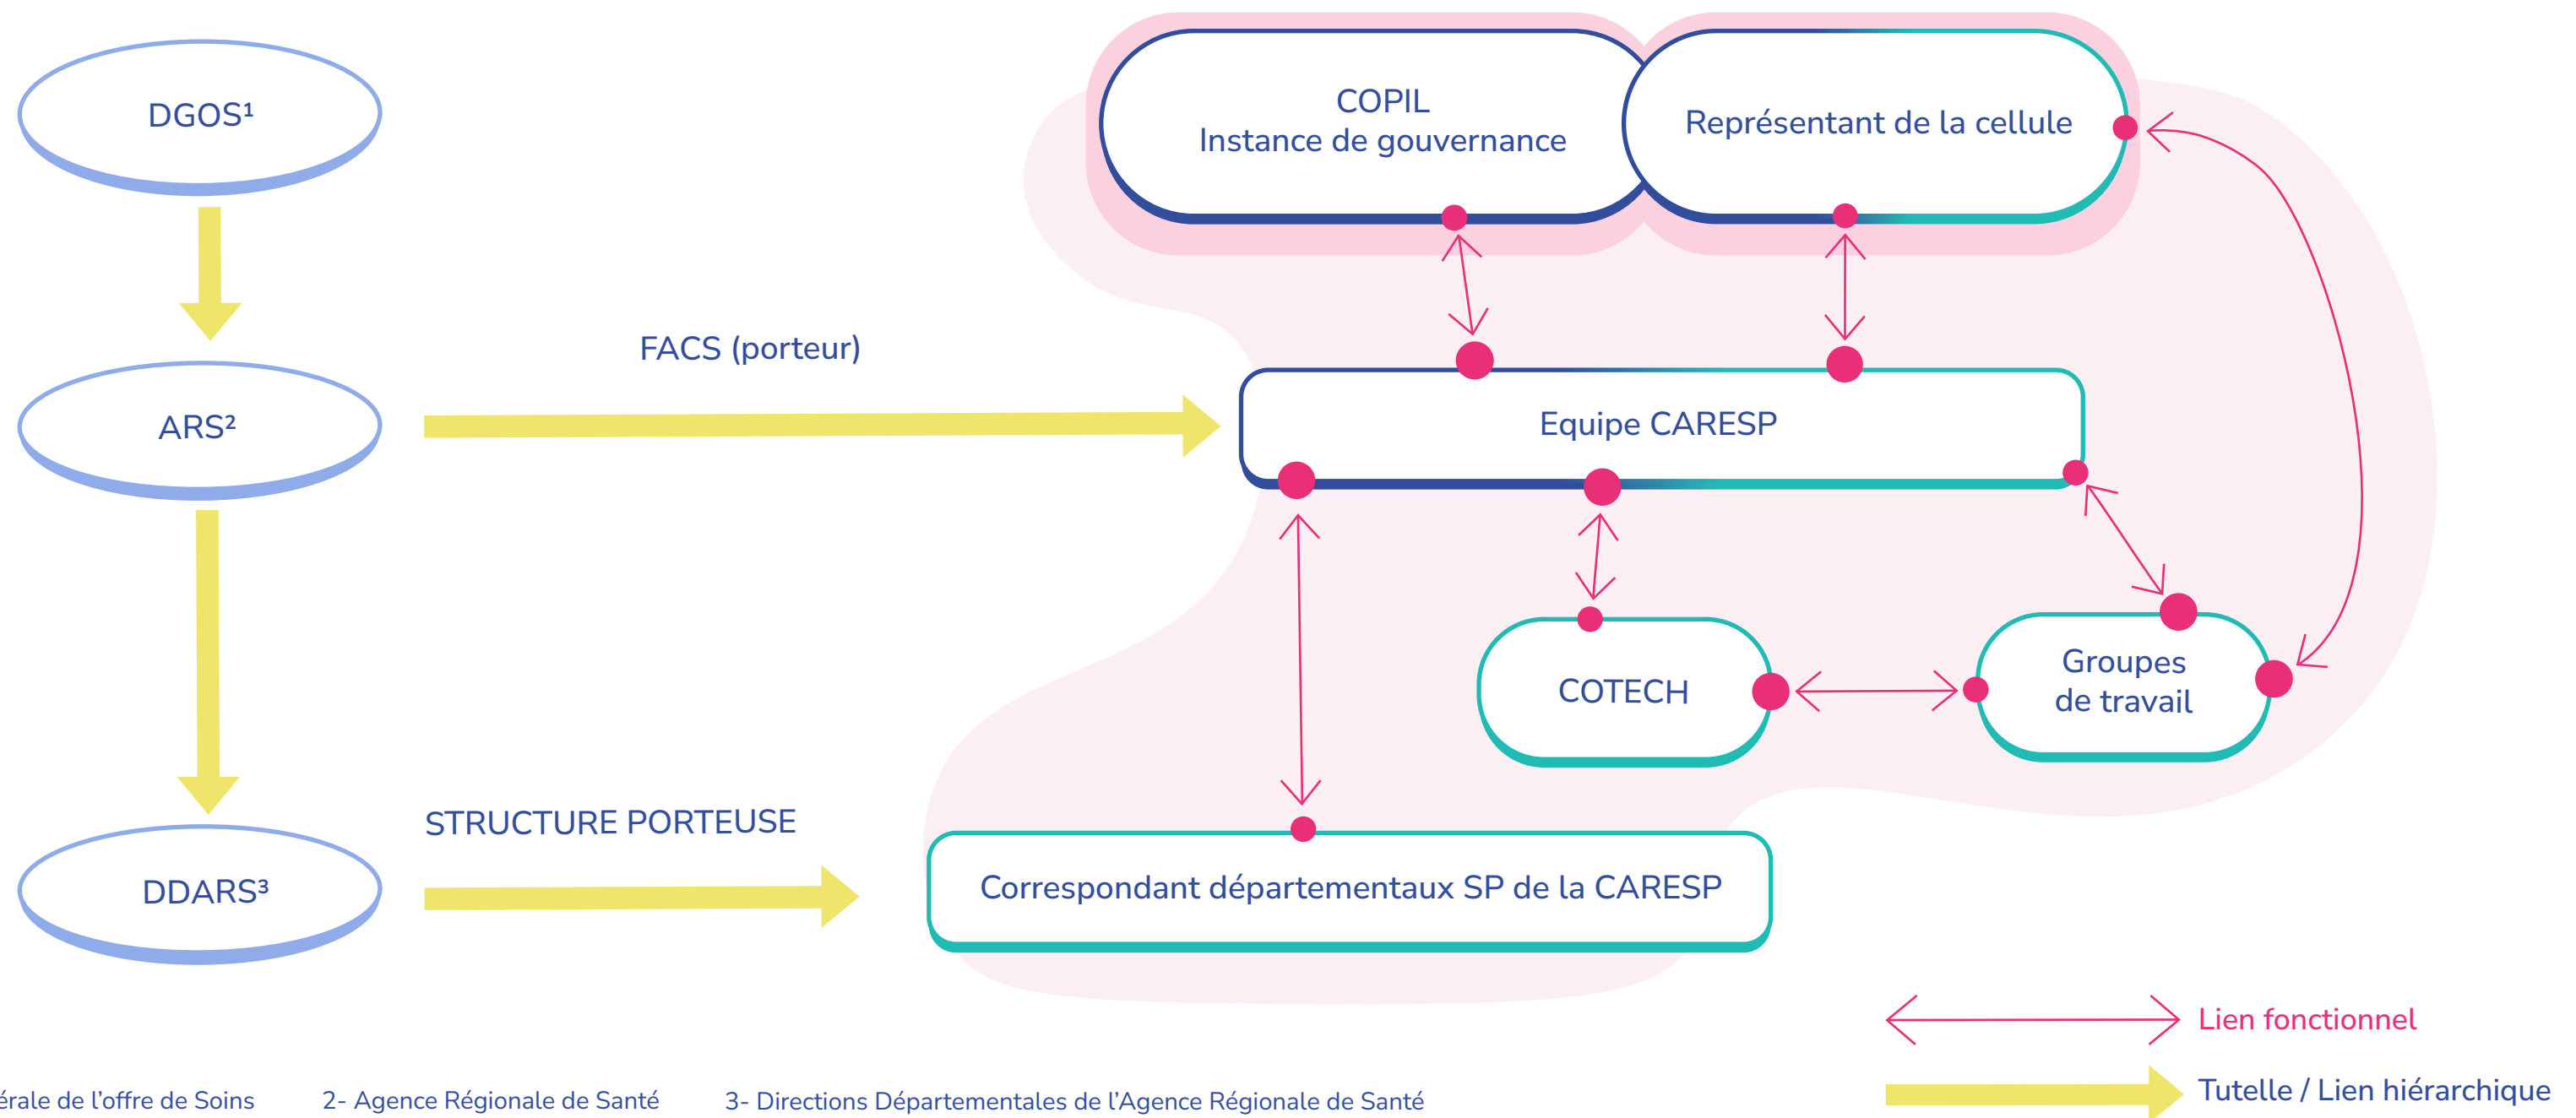 DGOS¹
COPIL
Instance de gouvernance
Représentant de la cellule
FACS (porteur)
ARS²
Equipe CARESP
COTECH
Groupes
de travail
STRUCTURE PORTEUSE
DDARS³
Correspondant départementaux SP de la CARESP
Lien fonctionnel
Tutelle / Lien hiérarchique
de l’offre de Soins
2- Agence Régionale de Santé
3- Directions Départementales de l’Agence Régionale de Santé